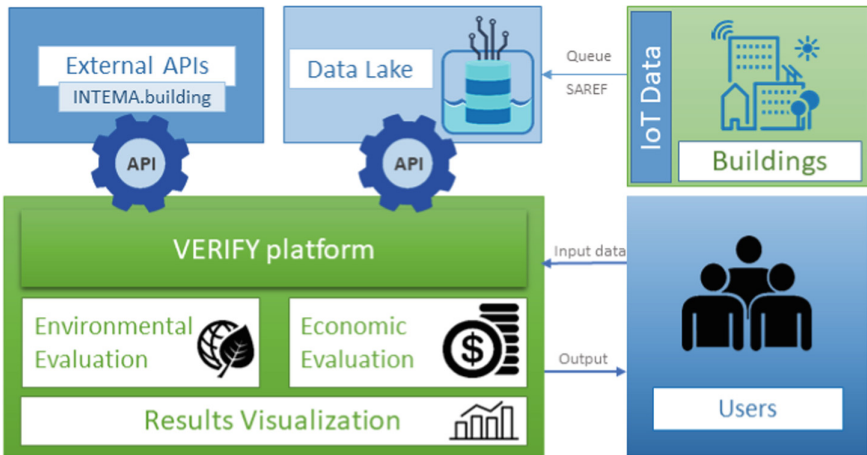 External APIs
INTEMA.building
API
Data Lake
API
Queue
SAREF
IoT Data
Buildings
VERIFY platform
Environmental
Evaluation
Economic
Evaluation
$
Results Visualization
Input data
Output
Users